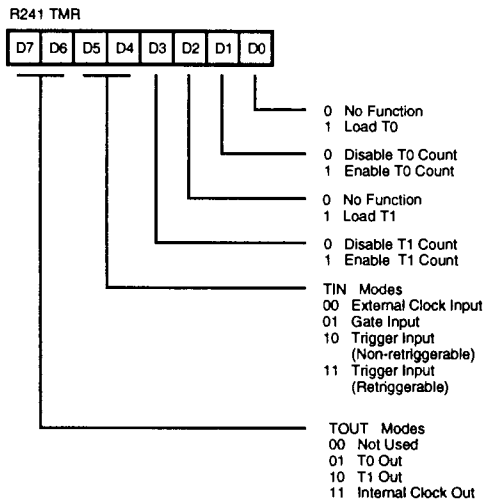 R241 TMR
D7 D6 D5 D4 D3 D2 D1 D0
0 No Function
1 Load T0
0 Disable T0 Count
1 Enable T0 Count
0 No Function
1 Load T1
0 Disable T1 Count
1 Enable T1 Count
TIN Modes
00 External Clock Input
01 Gate Input
10 Trigger Input
(Non-retriggerable)
11 Trigger Input
(Retriggerable)
TOUT Modes
00 Not Used
01 T0 Out
10 T1 Out
11 Internal Clock Out